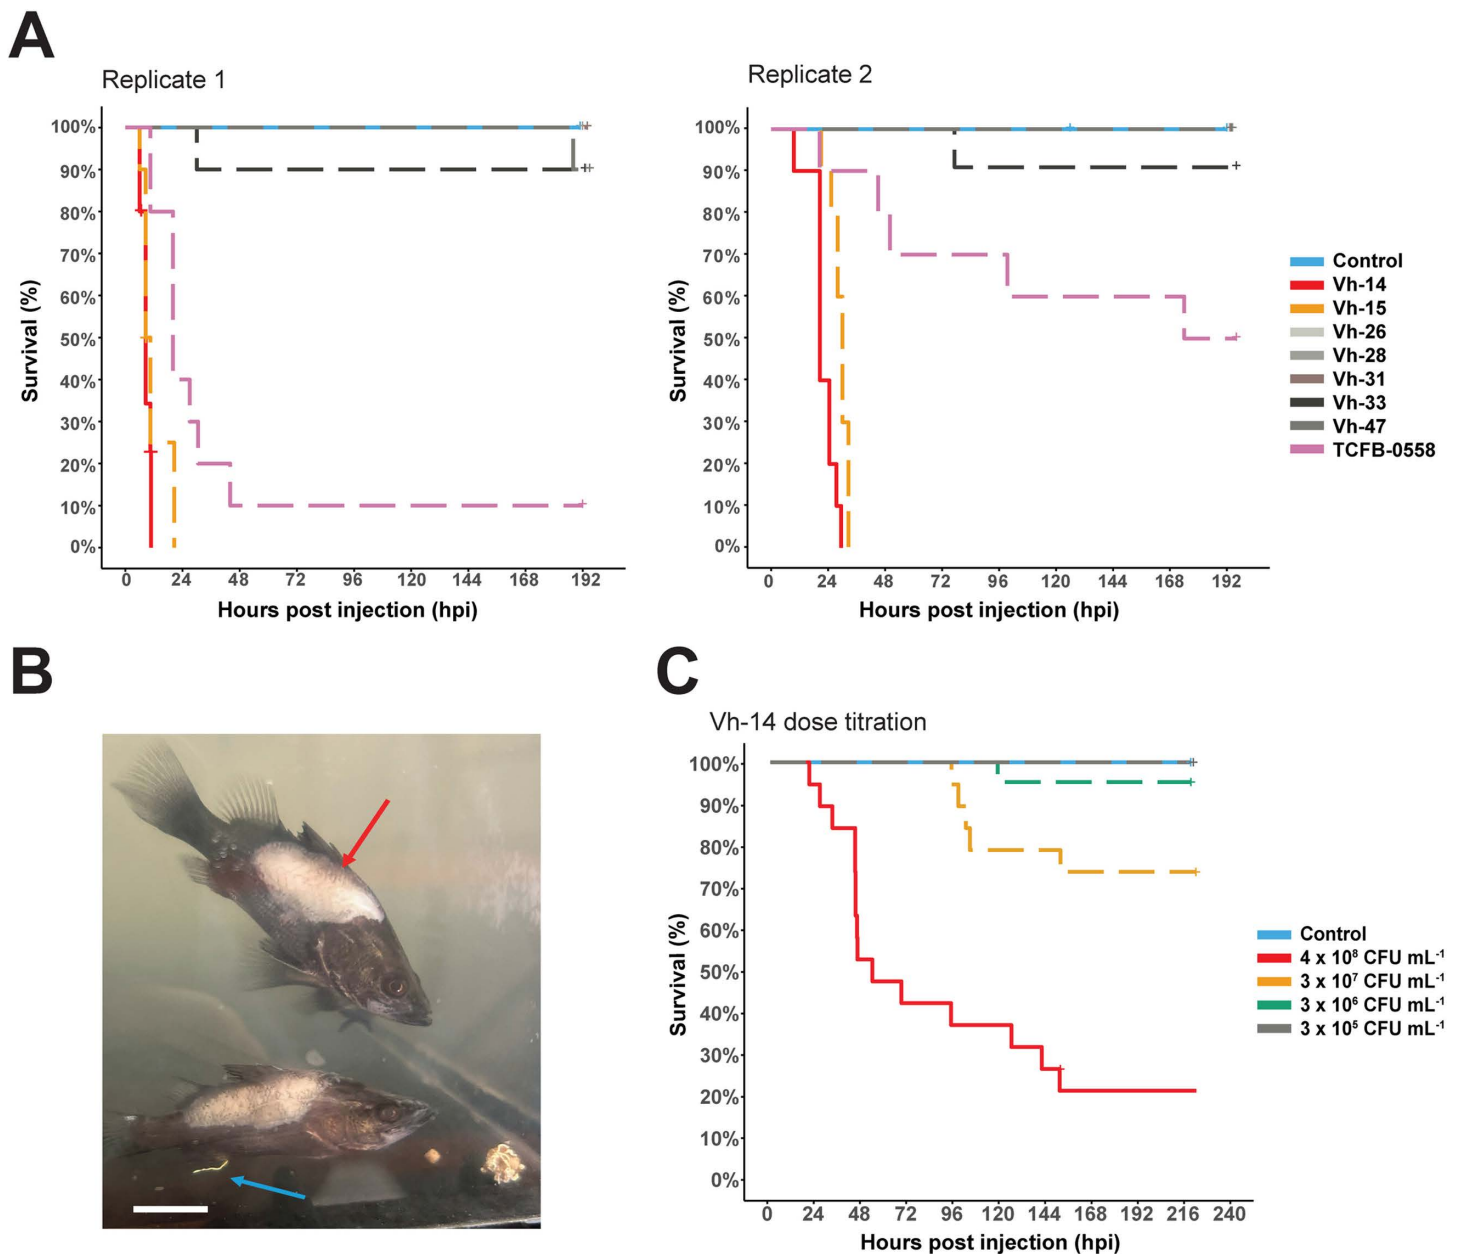 A
Replicate 1
Replicate 2
100%
90%
80%
70%
60%
50%
40%
30%
20%
10%
0%
Survival (%)
0 24 48 72 96 120 144 168 192
Hours post injection (hpi)
100%
90%
80%
70%
60%
50%
40%
30%
20%
10%
0%
Survival (%)
0 24 48 72 96 120 144 168 192
Hours post injection (hpi)
Control
Vh-14
Vh-15
Vh-26
Vh-28
Vh-31
Vh-33
Vh-47
TCFB-0558
B
C
Vh-14 dose titration
100%
90%
80%
70%
60%
50%
40%
30%
20%
10%
0%
Survival (%)
0 24 48 72 96 120 144 168 192 216 240
Hours post injection (hpi)
Control
4 x 10⁸ CFU mL⁻¹
3 x 10⁷ CFU mL⁻¹
3 x 10⁶ CFU mL⁻¹
3 x 10⁵ CFU mL⁻¹